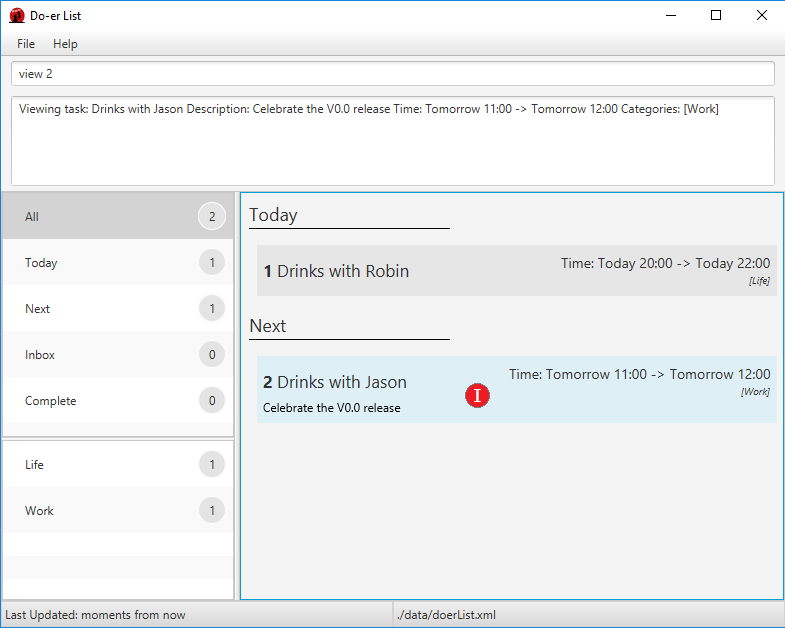 Do-er List
File Help
view 2
Viewing task: Drinks with Jason Description: Celebrate the V0.0 release Time: Tomorrow 11:00 -> Tomorrow 12:00 Categories: [Work]
All 2
Today 1
Next 1
Inbox 0
Complete 0
Life 1
Work 1
Today
1 Drinks with Robin Time: Today 20:00 -> Today 22:00
[Life]
Next
2 Drinks with Jason Time: Tomorrow 11:00 -> Tomorrow 12:00
[Work]
Celebrate the V0.0 release
I
Last Updated: moments from now ./data/doerList.xml